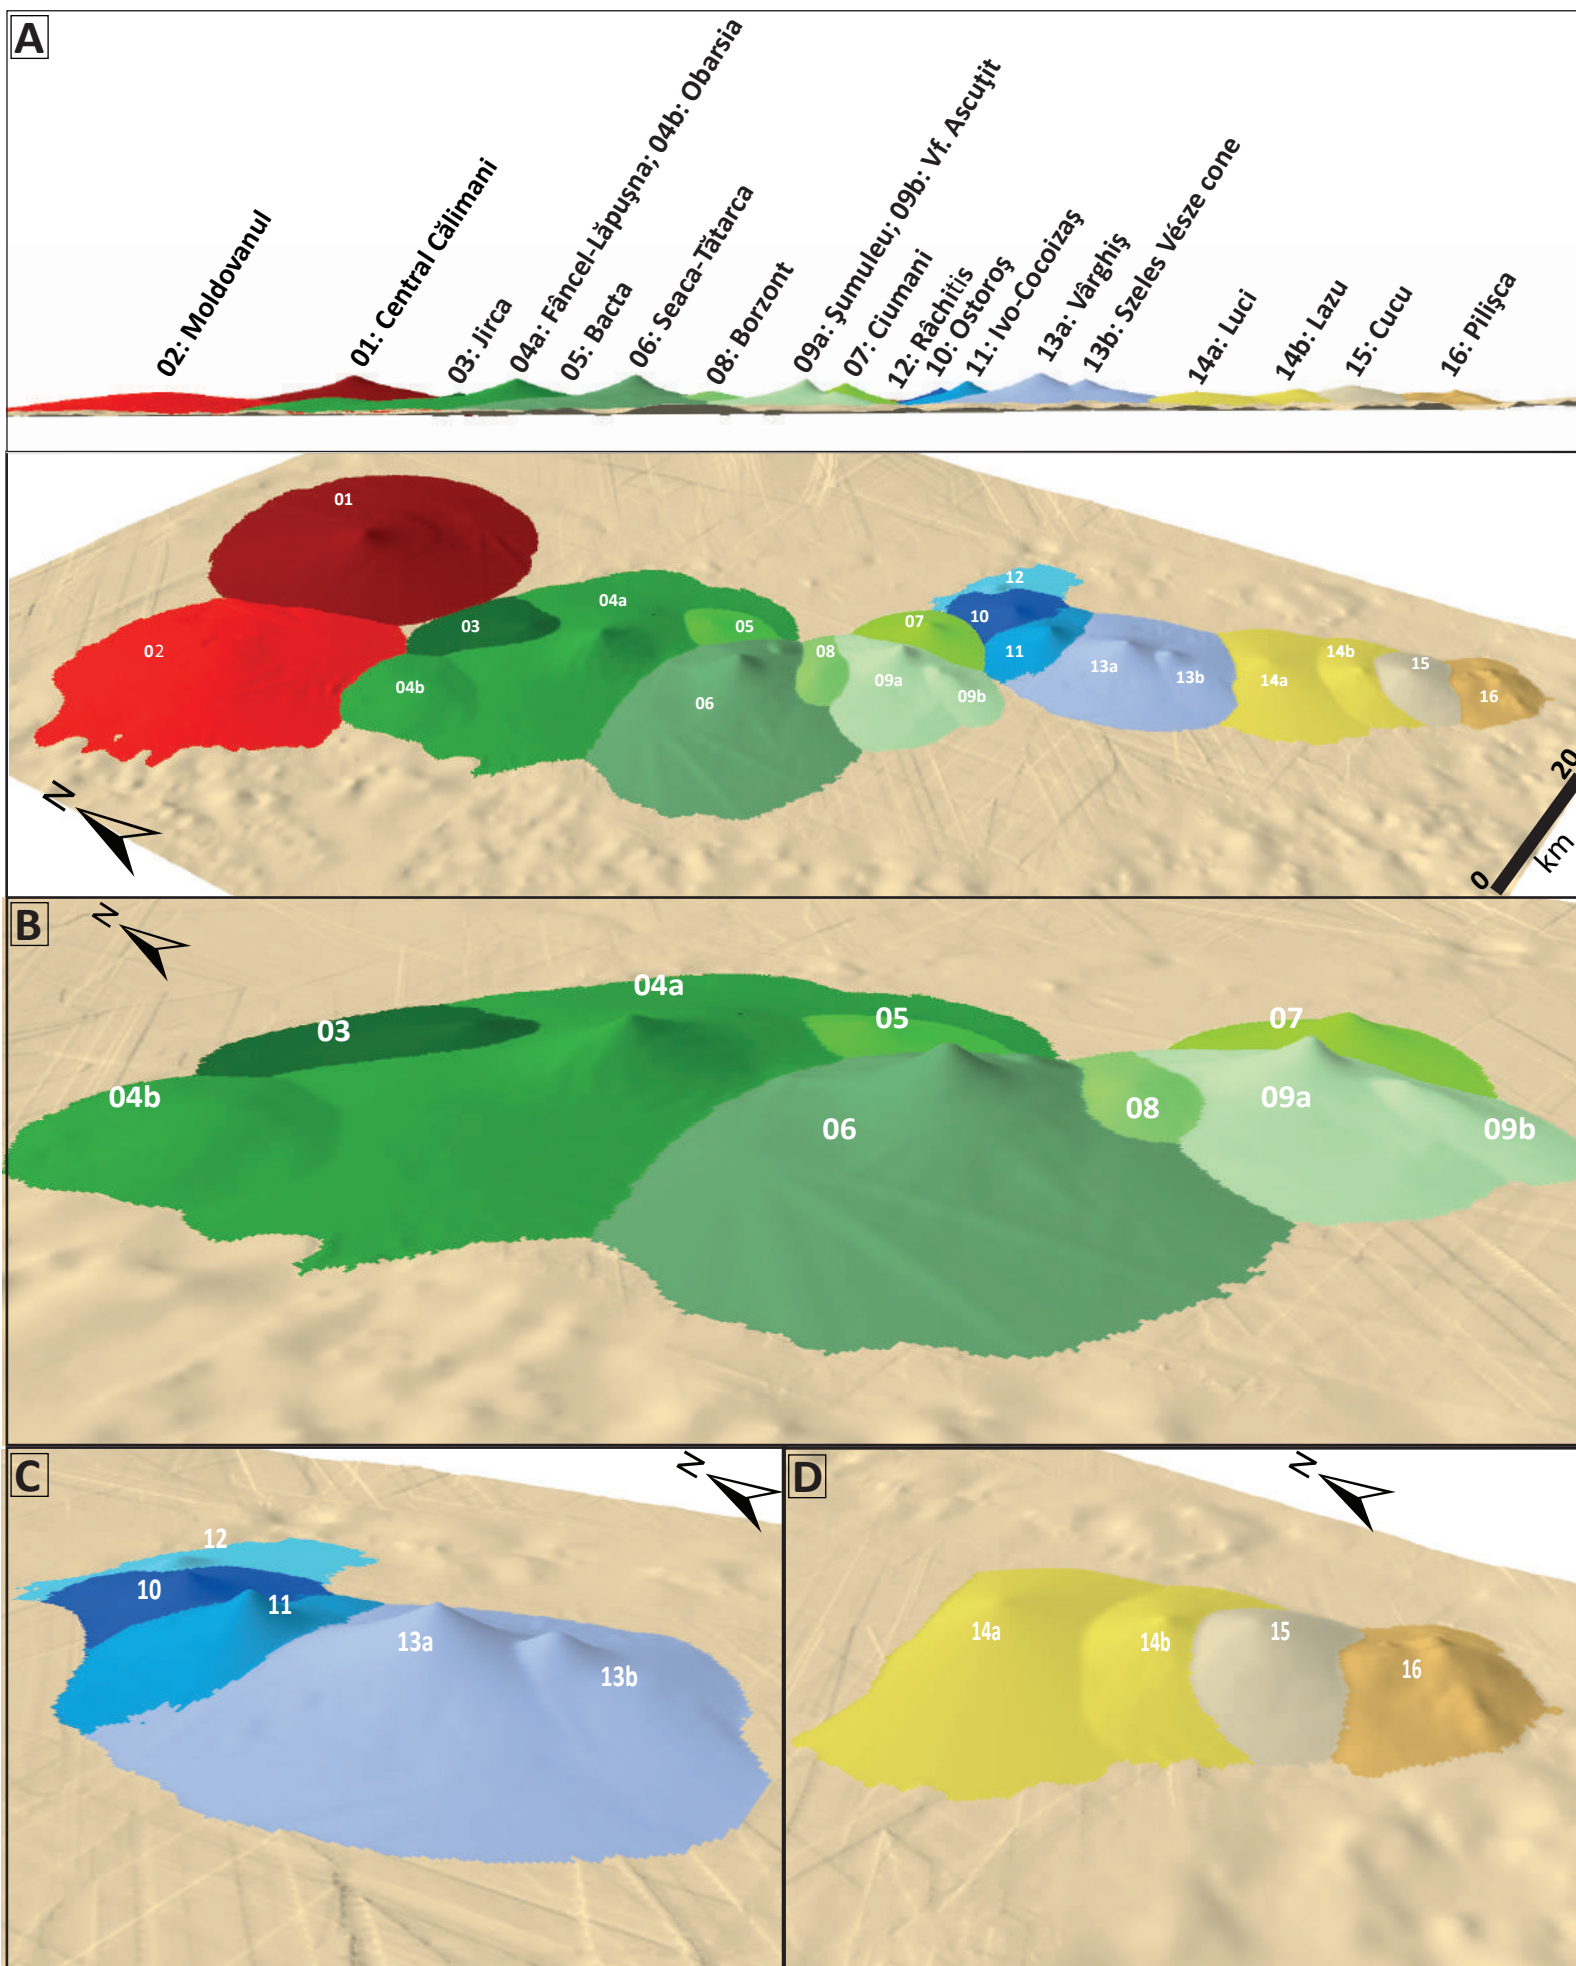 A
02: Moldovanul
01: Central Călimani
03: Jirca
04a: Fâncel-Lăpuşna; 04b: Obarsia
05: Bacta
06: Seaca-Tătarca
08: Borzont
09a: Şumuleu; 09b: Vf. Ascuţit
07: Ciumani
12: Râchitis
10: Ostoroş
11: Ivo-Cocoizaş
13a: Vârghiş
13b: Szeles Vésze cone
14a: Luci
14b: Lazu
15: Cucu
16: Pilişca
01
12
04a
10
07
03
05
02
08
11
14b
13a
15
09a
14a
13b
04b
09b
16
06
N
20
km
0
B
N
04a
05
07
03
04b
09a
08
06
09b
C
N
12
10
11
13a
13b
D
N
14a
14b
15
16